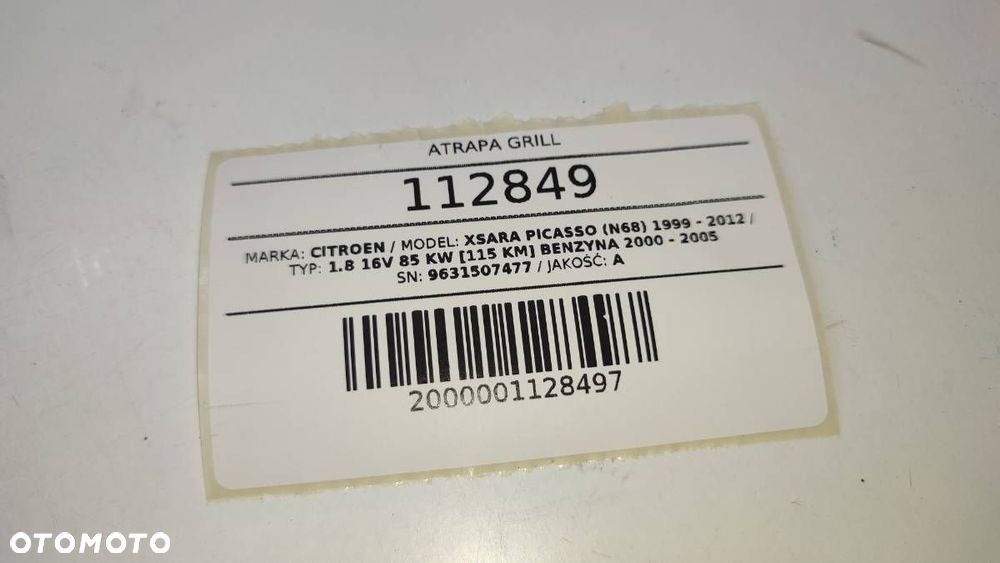 ATRAPA GRILL
112849
MARKA: CITROEN / MODEL: XSARA PICASSO (N68) 1999 - 2012 /
TYP: 1.8 16V 85 KW [115 KM] BENZYNA 2000 - 2005
SN: 9631507477 / JAKOŚĆ: A
2000001128497
OTOMOTO